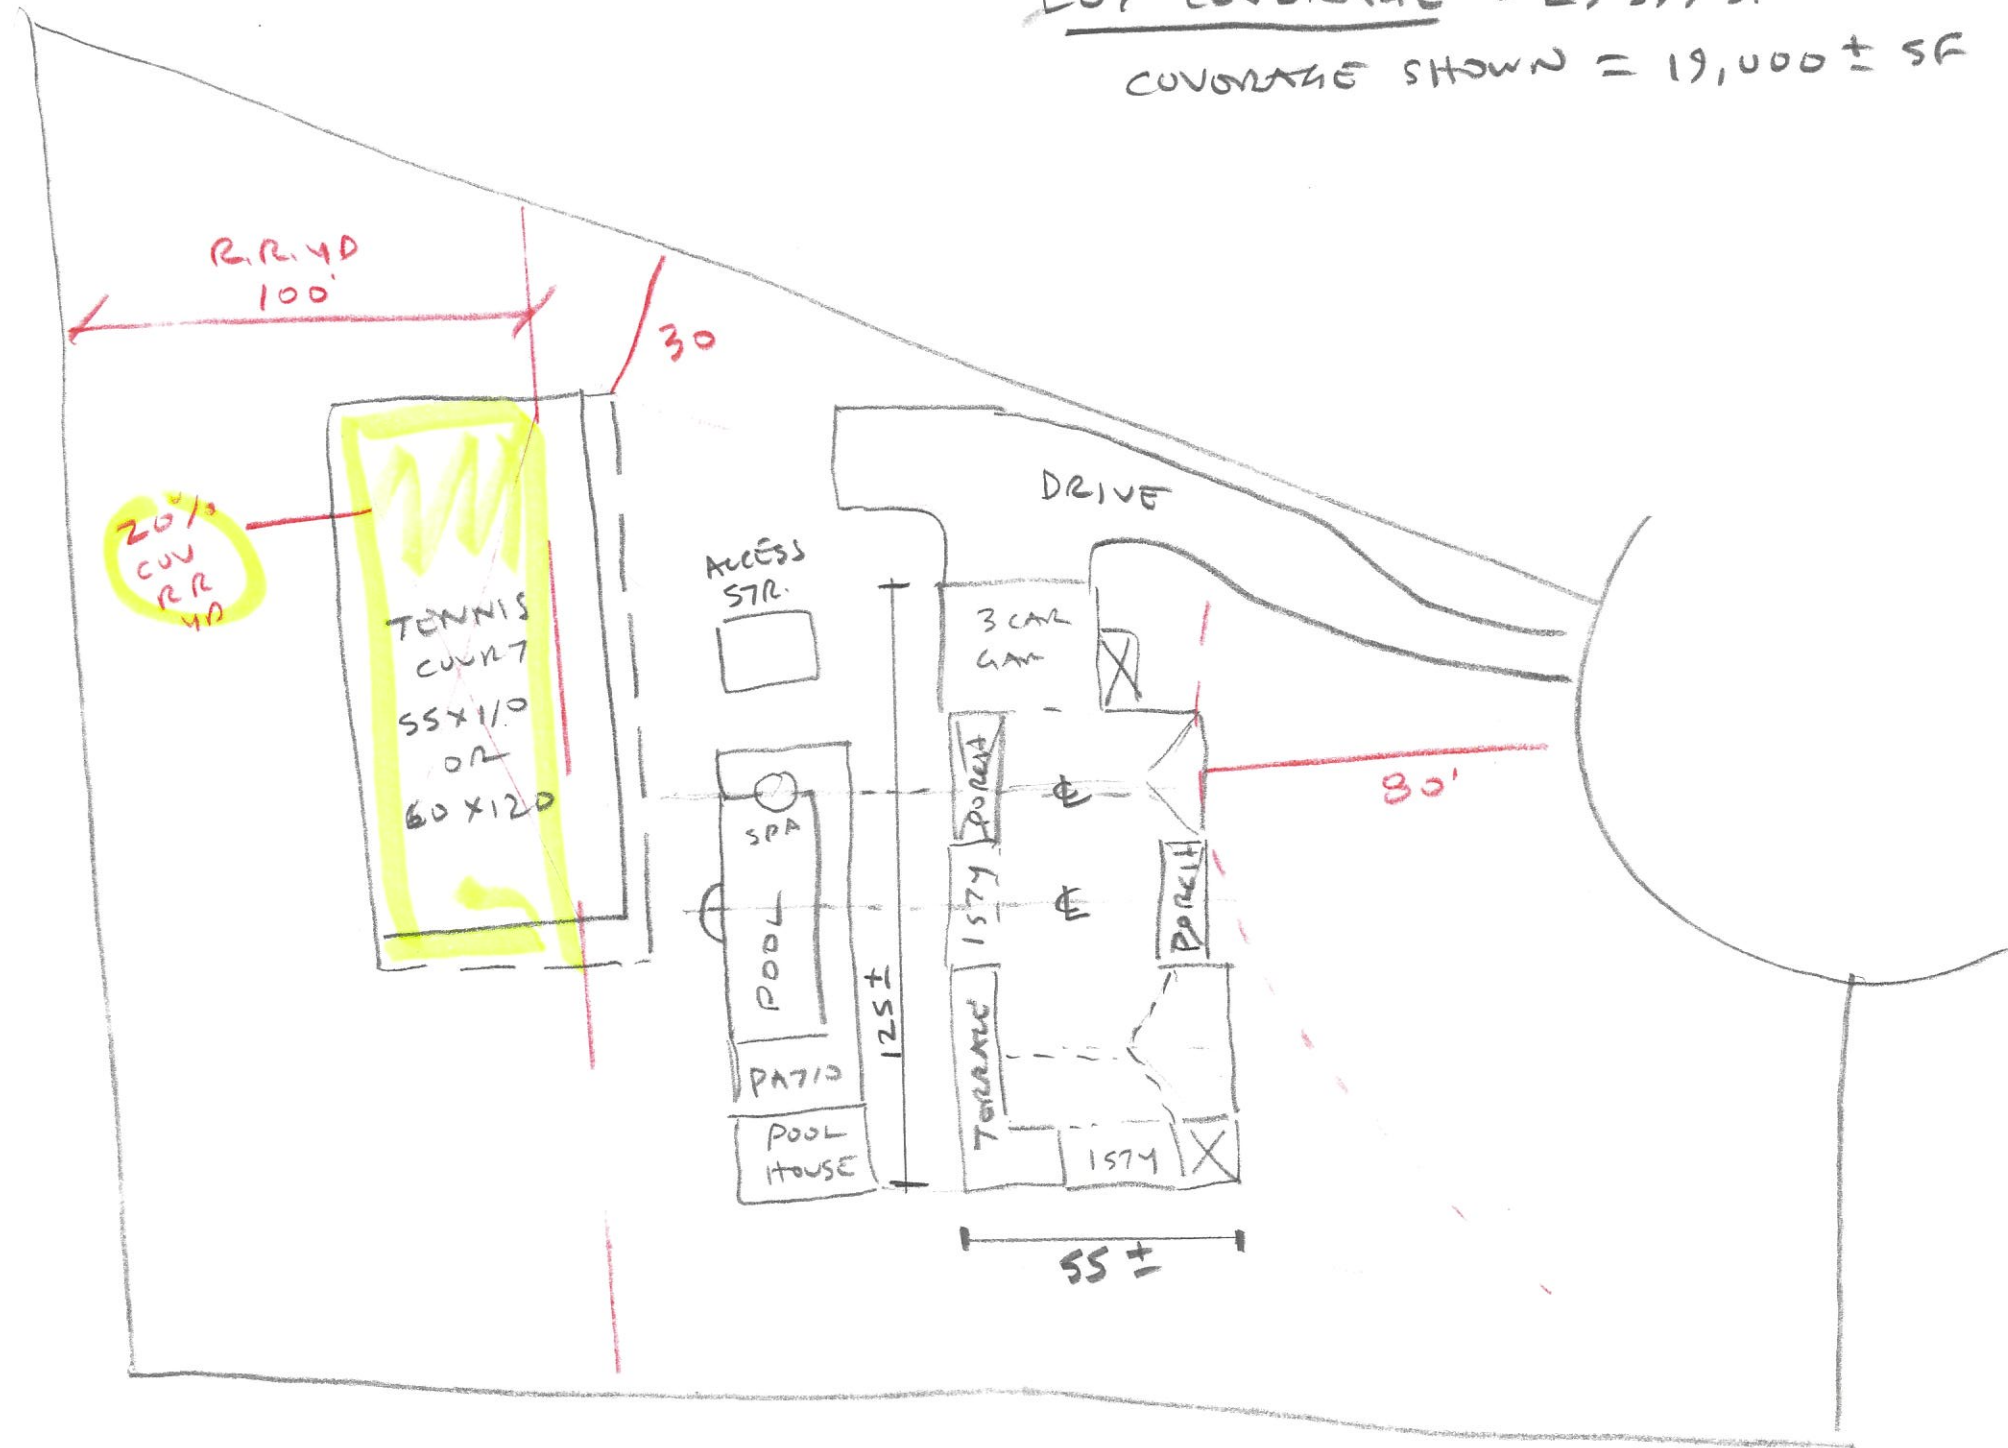 LOT COVERAGE
COVERAGE SHOWN = 19,000 ± SF
R.R. YD
100'
30
DRIVE
20%
COV
RR
YD
ACCESS
STR.
3 CAR
GAR
TENNIS
COURT
55 X 110
OR
60 X 120
PORCH
℄
80'
SPA
POOL
1 STY
℄
PORCH
125 ±
TERRACE
PATIO
POOL
HOUSE
1 STY
55 ±